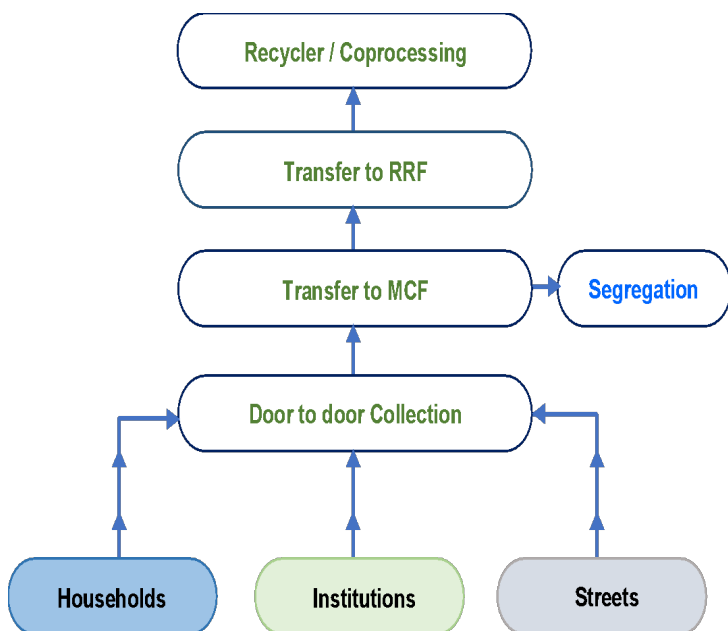 Recycler / Coprocessing
Transfer to RRF
Transfer to MCF
Segregation
Door to door Collection
Households
Institutions
Streets